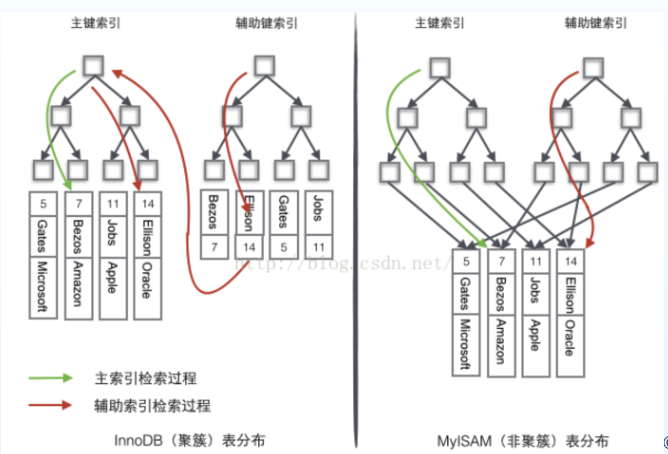 主键索引
辅助键索引
主键索引
辅助键索引
5
Gates
Microsoft
7
Bezos
Amazon
11
Jobs
Apple
14
Ellison
Oracle
Bezos
7
Ellison
14
Gates
5
Jobs
11
5
Gates
Microsoft
7
Bezos
Amazon
11
Jobs
Apple
14
Ellison
Oracle
http://blog.csdn.net/
主索引检索过程
辅助索引检索过程
InnoDB（聚簇）表分布
MyISAM（非聚簇）表分布